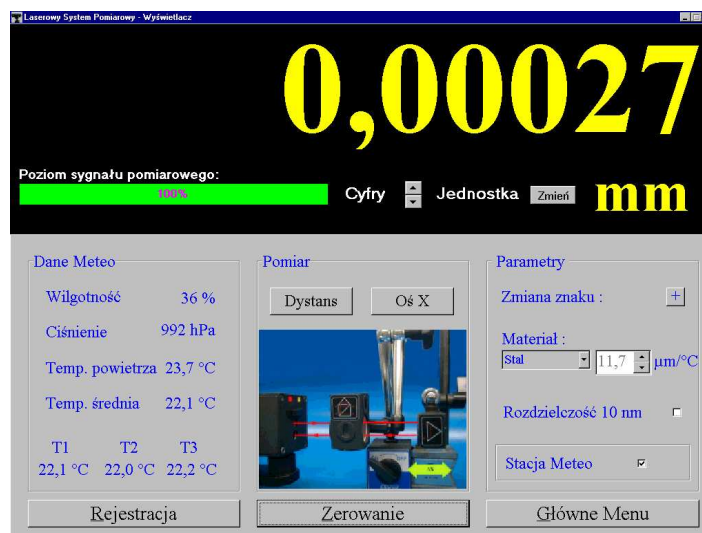 Laserowy System Pomiarowy - Wyświetlacz
0,00027
Poziom sygnału pomiarowego:
100%
Cyfry
Jednostka
Zmień
mm
Dane Meteo
Wilgotność 36 %
Ciśnienie 992 hPa
Temp. powietrza 23,7 °C
Temp. średnia 22,1 °C
T1 T2 T3
22,1 °C 22,0 °C 22,2 °C
Pomiar
Dystans
Oś X
Parametry
Zmiana znaku : +
Materiał :
Stal 11,7 µm/°C
Rozdzielczość 10 nm
Stacja Meteo
Rejestracja
Zerowanie
Główne Menu